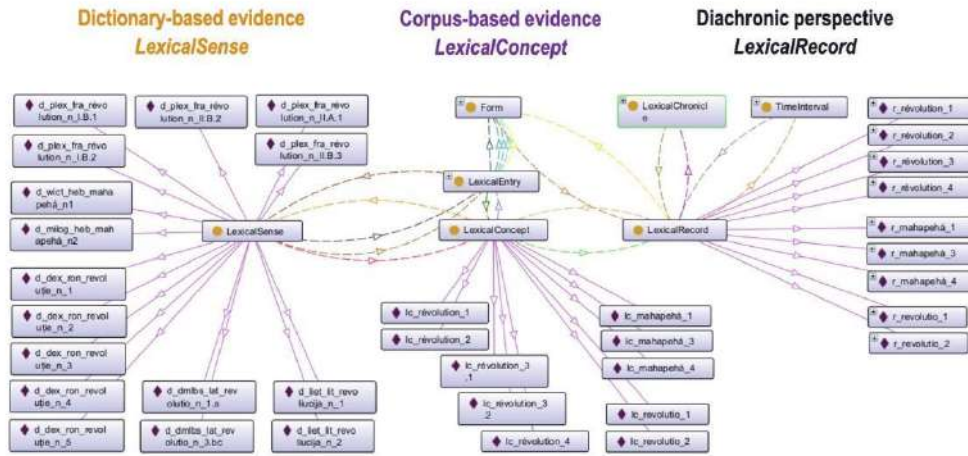 Dictionary-based evidence
LexicalSense
Corpus-based evidence
LexicalConcept
Diachronic perspective
LexicalRecord
d_plex_fra_révo
lution_n_I.B.1
d_plex_fra_révo
lution_n_II.B.2
d_plex_fra_révo
lution_n_II.A.1
d_plex_fra_révo
lution_n_I.B.2
d_plex_fra_révo
lution_n_II.B.3
d_wict_heb_maha
pehá_n1
d_milog_heb_mah
apehá_n2
LexicalSense
d_dex_ron_revol
uție_n_1
d_dex_ron_revol
uție_n_2
d_dex_ron_revol
uție_n_3
d_dex_ron_revol
uție_n_4
d_dex_ron_revol
uție_n_5
d_dmlbs_lat_rev
olutio_n_1.a
d_dmlbs_lat_rev
olutio_n_3.bc
d_liet_lit_revo
liucija_n_1
d_liet_lit_revo
liucija_n_2
Form
LexicalEntry
LexicalConcept
lc_révolution_1
lc_révolution_2
lc_révolution_3
.1
lc_révolution_3
.2
lc_révolution_4
lc_mahapehá_1
lc_mahapehá_3
lc_mahapehá_4
lc_revolutio_1
lc_revolutio_2
LexicalChronicl
e
TimeInterval
LexicalRecord
r_révolution_1
r_révolution_2
r_révolution_3
r_révolution_4
r_mahapehá_1
r_mahapehá_3
r_mahapehá_4
r_revolutio_1
r_revolutio_2